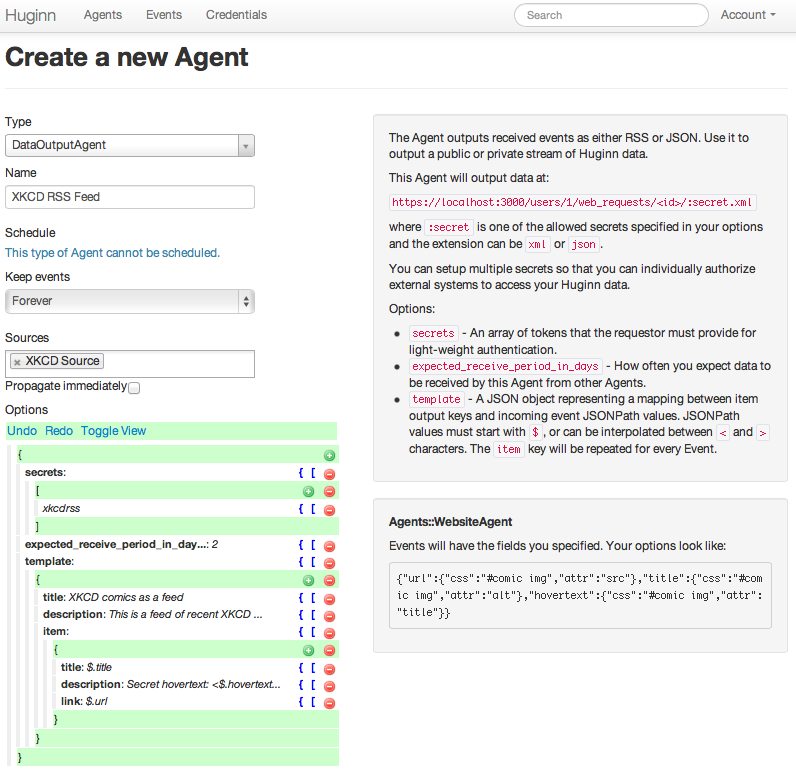 Huginn Agents Events Credentials Search Account
Create a new Agent
Type
DataOutputAgent
Name
XKCD RSS Feed
Schedule
This type of Agent cannot be scheduled.
Keep events
Forever
Sources
× XKCD Source
Propagate immediately
Options
Undo Redo Toggle View
{
secrets: { [
[
xkcdrss { [
]
expected_receive_period_in_day...: 2 { [
template: { [
{
title: XKCD comics as a feed { [
description: This is a feed of recent XKCD ... { [
item: { [
{
title: $.title { [
description: Secret hovertext: <$.hovertext... { [
link: $.url { [
}
}
}
The Agent outputs received events as either RSS or JSON. Use it to
output a public or private stream of Huginn data.
This Agent will output data at:
https://localhost:3000/users/1/web_requests/<id>/:secret.xml
where :secret is one of the allowed secrets specified in your options
and the extension can be xml or json.
You can setup multiple secrets so that you can individually authorize
external systems to access your Huginn data.
Options:
• secrets - An array of tokens that the requestor must provide for
light-weight authentication.
• expected_receive_period_in_days - How often you expect data to
be received by this Agent from other Agents.
• template - A JSON object representing a mapping between item
output keys and incoming event JSONPath values. JSONPath
values must start with $, or can be interpolated between < and >
characters. The item key will be repeated for every Event.
Agents::WebsiteAgent
Events will have the fields you specified. Your options look like:
{"url":{"css":"#comic img","attr":"src"},"title":{"css":"#com
ic img","attr":"alt"},"hovertext":{"css":"#comic img","attr":
"title"}}